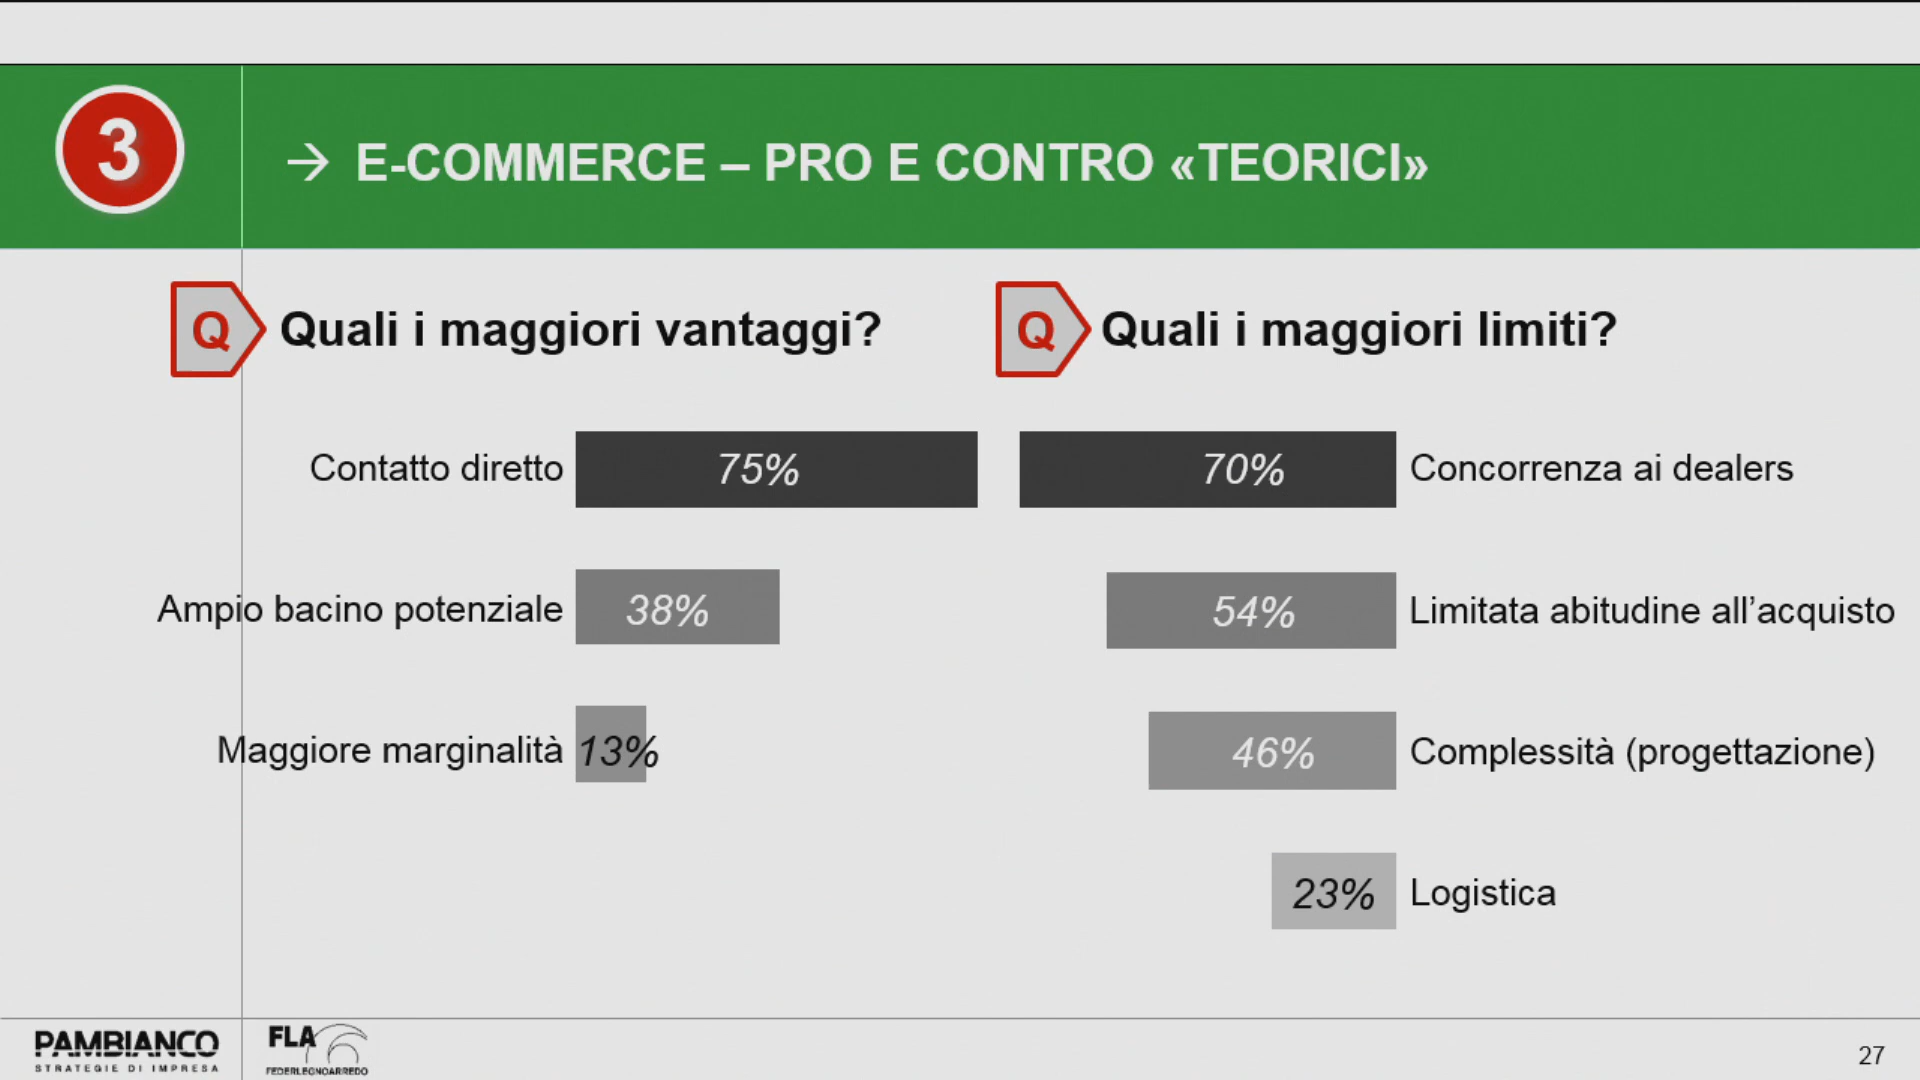 3
→ E-COMMERCE – PRO E CONTRO «TEORICI»
Q Quali i maggiori vantaggi?
Contatto diretto 75%
Ampio bacino potenziale 38%
Maggiore marginalità 13%
Q Quali i maggiori limiti?
70% Concorrenza ai dealers
54% Limitata abitudine all’acquisto
46% Complessità (progettazione)
23% Logistica
PAMBIANCO
STRATEGIE DI IMPRESA
FLA
FEDERLEGNOARREDO
27